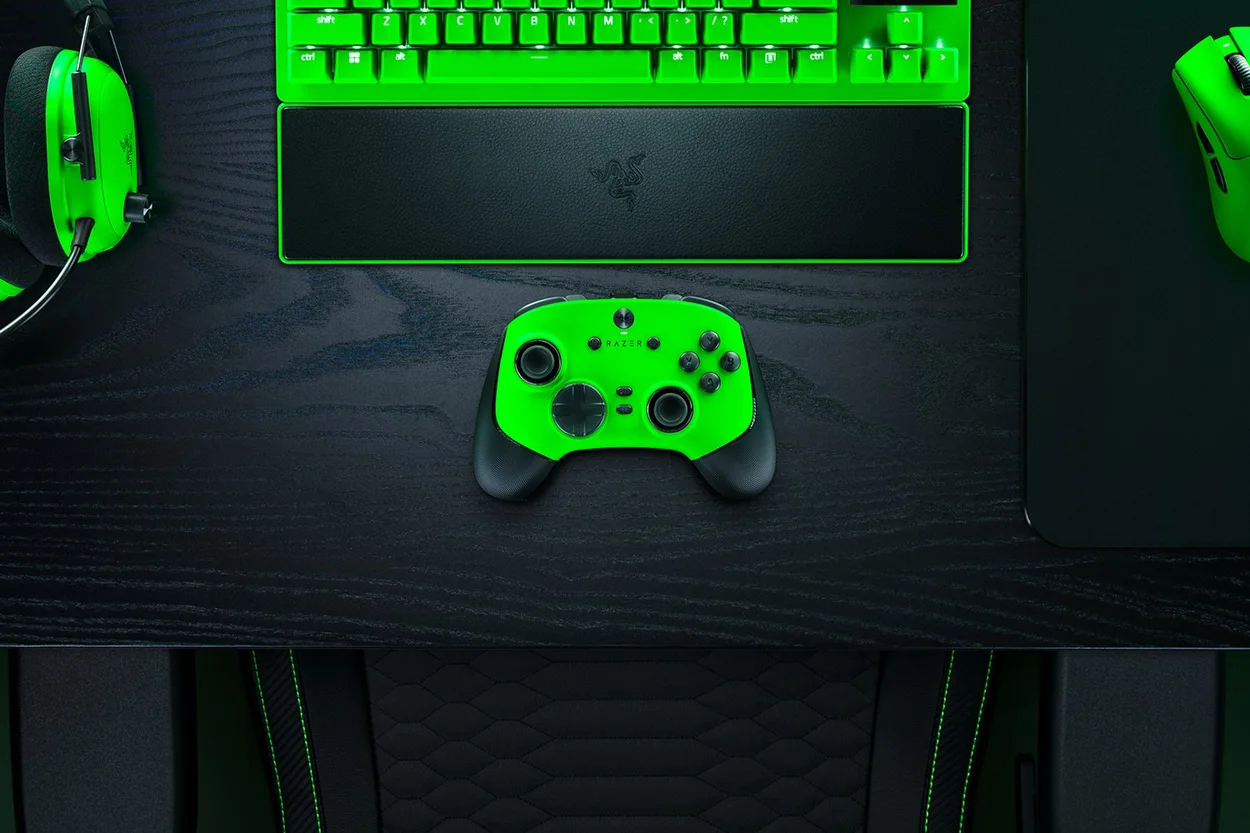 shift Z X C V B N M < > / ? shift ^
ctrl alt alt fn ctrl < v >
RAZER
Y
X B
A